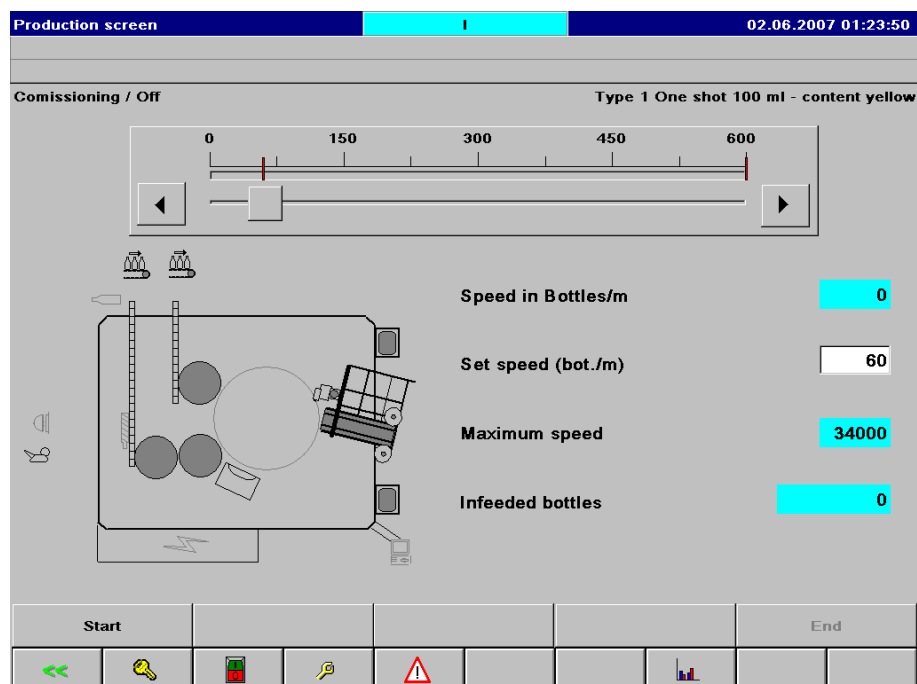 Production screen I 02.06.2007 01:23:50
Comissioning / Off Type 1 One shot 100 ml - content yellow
0 150 300 450 600
Speed in Bottles/m 0
Set speed (bot./m) 60
Maximum speed 34000
Infeeded bottles 0
Start End
<<